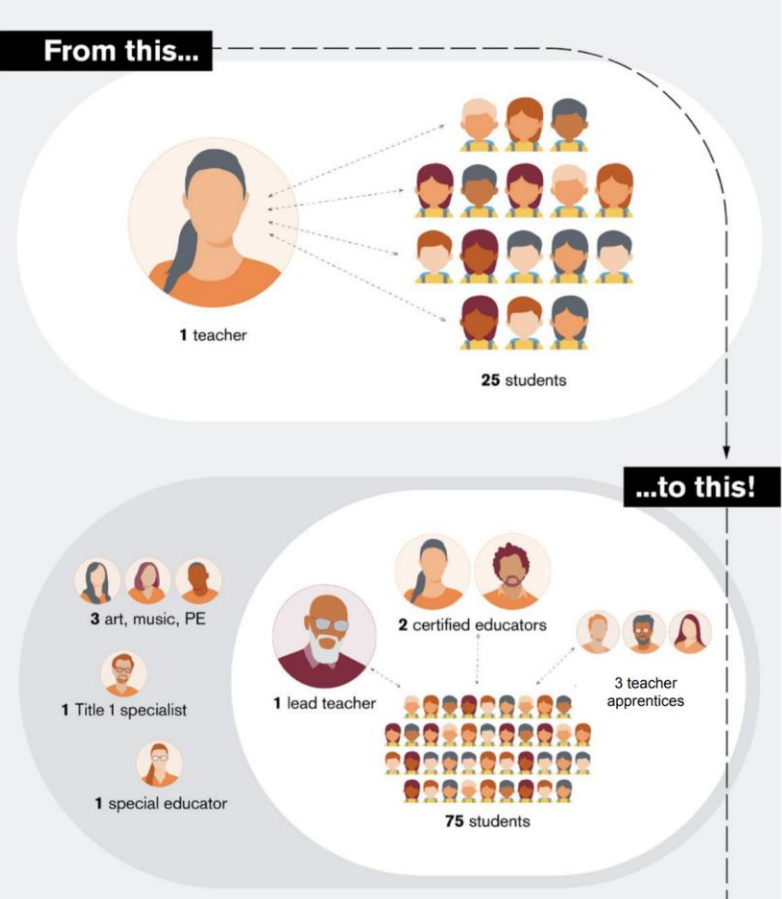 From this...
1 teacher
25 students
...to this!
3 art, music, PE
2 certified educators
1 Title 1 specialist
1 lead teacher
3 teacher
apprentices
1 special educator
75 students